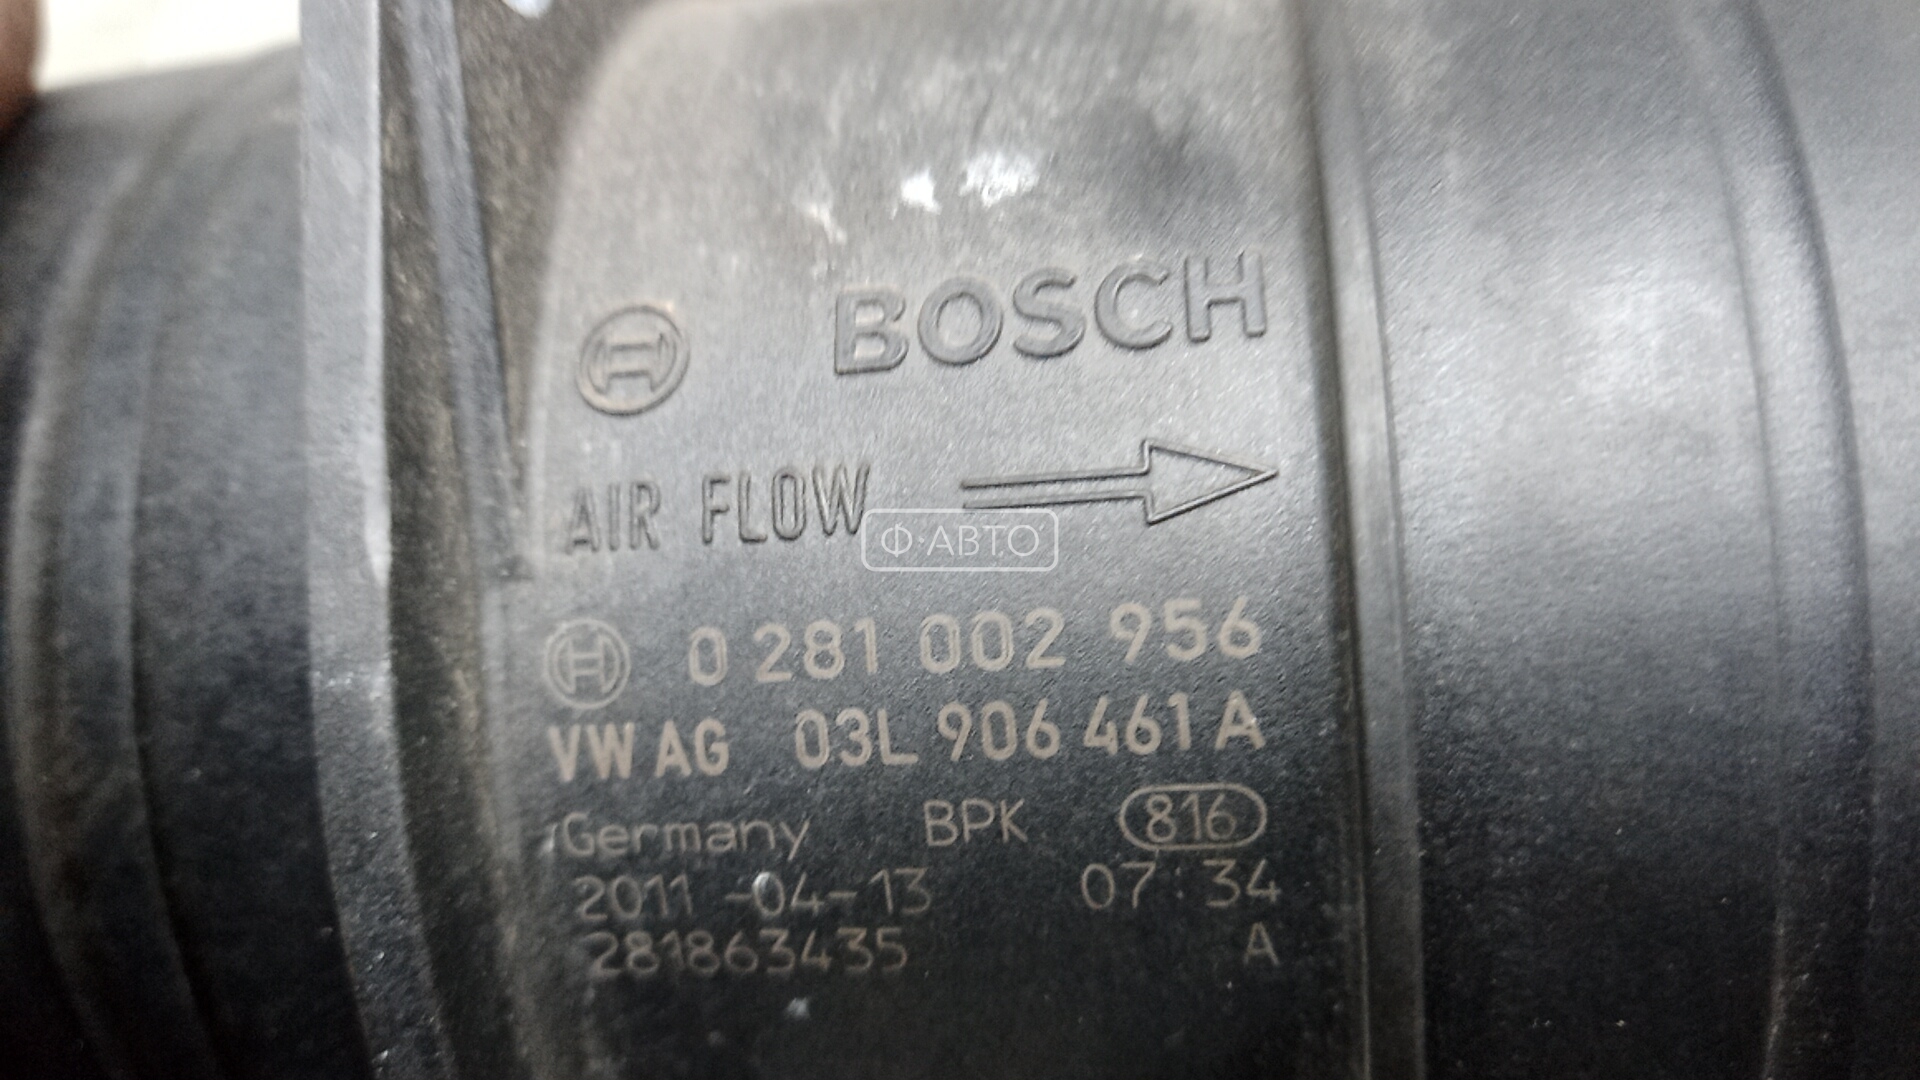 BOSCH
AIR FLOW
Ф·АВТО
0 281 002 956
VW AG 03L 906 461 A
Germany BPK 816
2011-04-13 07:34
281863435 A